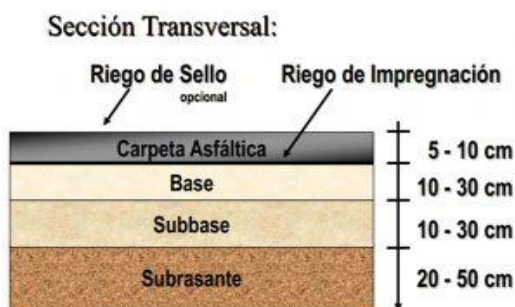 Sección Transversal:
Riego de Sello
opcional
Riego de Impregnación
Carpeta Asfáltica
5 - 10 cm
Base
10 - 30 cm
Subbase
10 - 30 cm
Subrasante
20 - 50 cm